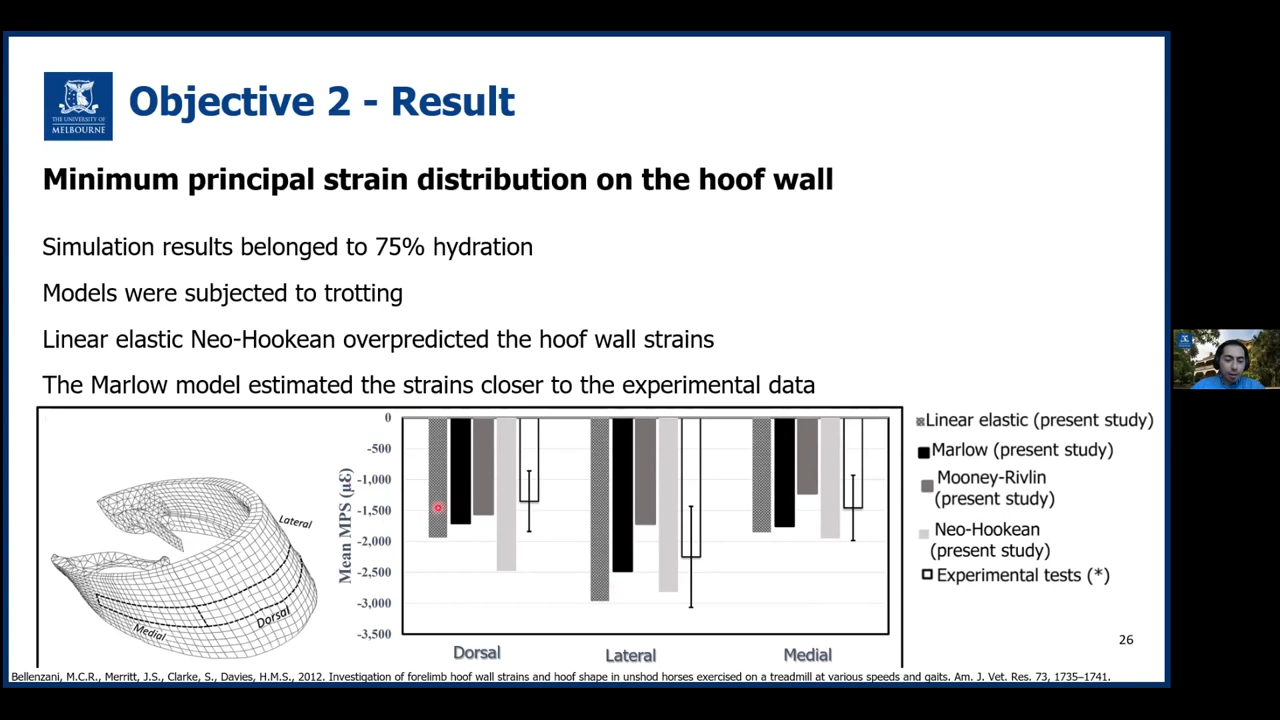 THE UNIVERSITY OF
MELBOURNE
Objective 2 - Result
Minimum principal strain distribution on the hoof wall
Simulation results belonged to 75% hydration
Models were subjected to trotting
Linear elastic Neo-Hookean overpredicted the hoof wall strains
The Marlow model estimated the strains closer to the experimental data
Lateral
Dorsal
Medial
Mean MPS (µƐ)
0
-500
-1,000
-1,500
-2,000
-2,500
-3,000
-3,500
Dorsal
Lateral
Medial
Linear elastic (present study)
Marlow (present study)
Mooney-Rivlin
(present study)
Neo-Hookean
(present study)
Experimental tests (*)
26
Bellenzani, M.C.R., Merritt, J.S., Clarke, S., Davies, H.M.S., 2012. Investigation of forelimb hoof wall strains and hoof shape in unshod horses exercised on a treadmill at various speeds and gaits. Am. J. Vet. Res. 73, 1735–1741.